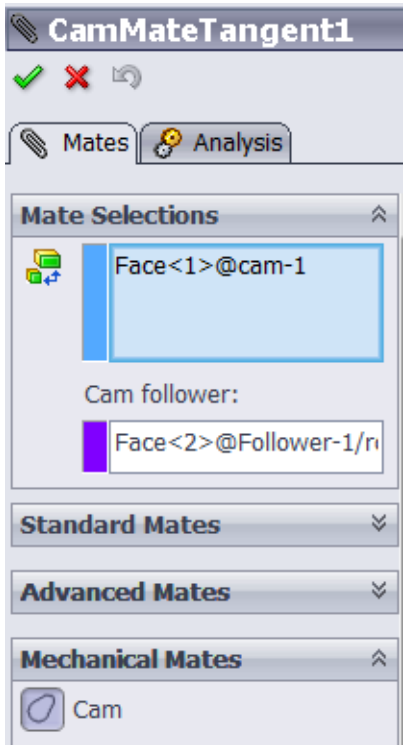 CamMateTangent1
Mates Analysis
Mate Selections
Face<1>@cam-1
Cam follower:
Face<2>@Follower-1/r
Standard Mates
Advanced Mates
Mechanical Mates
Cam